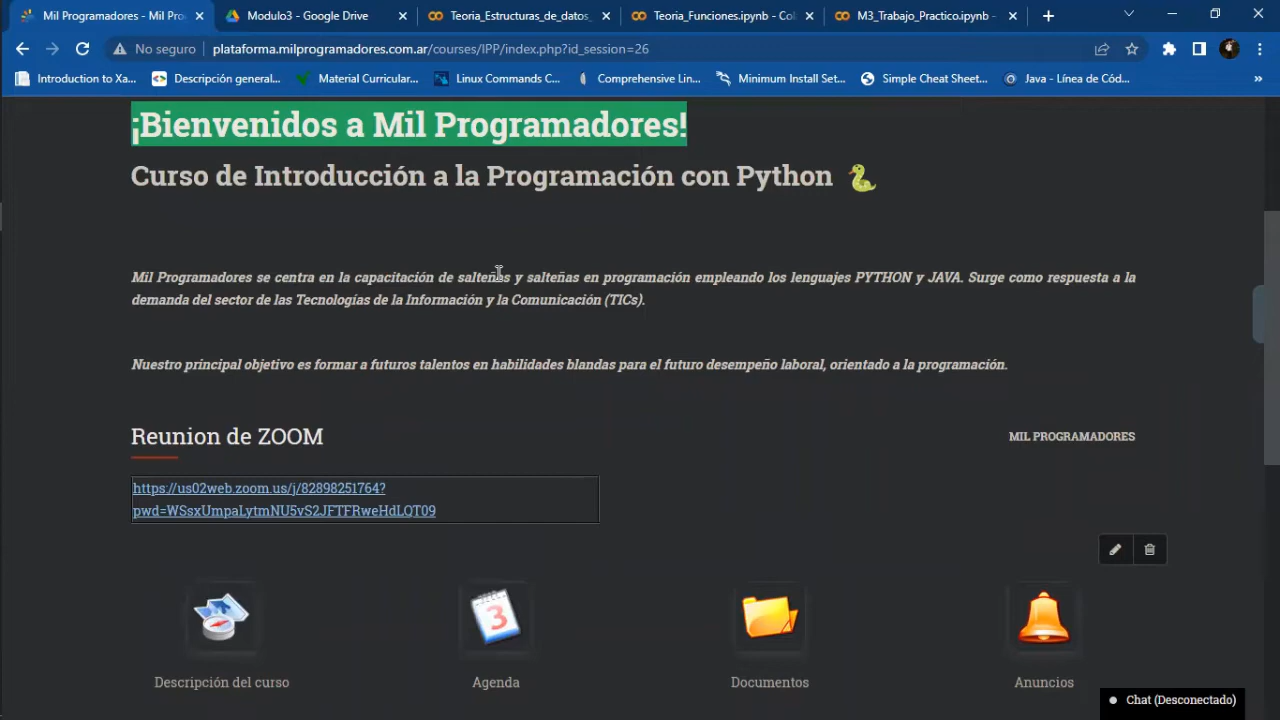 Mil Programadores - Mil Pro
Modulo3 - Google Drive
Teoria_Estructuras_de_datos_
Teoria_Funciones.ipynb - Co
M3_Trabajo_Practico.ipynb -
No seguro
plataforma.milprogramadores.com.ar/courses/IPP/index.php?id_session=26
Introduction to Xa...
Descripción general...
Material Curricular...
Linux Commands C...
Comprehensive Lin...
Minimum Install Set...
Simple Cheat Sheet...
Java - Línea de Cód...
»
¡Bienvenidos a Mil Programadores!
Curso de Introducción a la Programación con Python
Mil Programadores se centra en la capacitación de salteños y salteñas en programación empleando los lenguajes PYTHON y JAVA. Surge como respuesta a la
demanda del sector de las Tecnologías de la Información y la Comunicación (TICs).
Nuestro principal objetivo es formar a futuros talentos en habilidades blandas para el futuro desempeño laboral, orientado a la programación.
Reunion de ZOOM
MIL PROGRAMADORES
https://us02web.zoom.us/j/82898251764?
pwd=WSsxUmpaLytmNU5vS2JFTFRweHdLQT09
3
Descripción del curso
Agenda
Documentos
Anuncios
Chat (Desconectado)